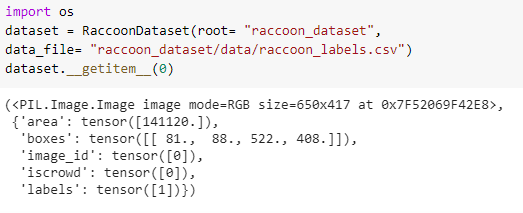 import os
dataset = RaccoonDataset(root= "raccoon_dataset",
data_file= "raccoon_dataset/data/raccoon_labels.csv")
dataset.__getitem__(0)
(<PIL.Image.Image image mode=RGB size=650x417 at 0x7F52069F42E8>,
 {'area': tensor([141120.]),
  'boxes': tensor([[ 81.,  88., 522., 408.]]),
  'image_id': tensor([0]),
  'iscrowd': tensor([0]),
  'labels': tensor([1])})